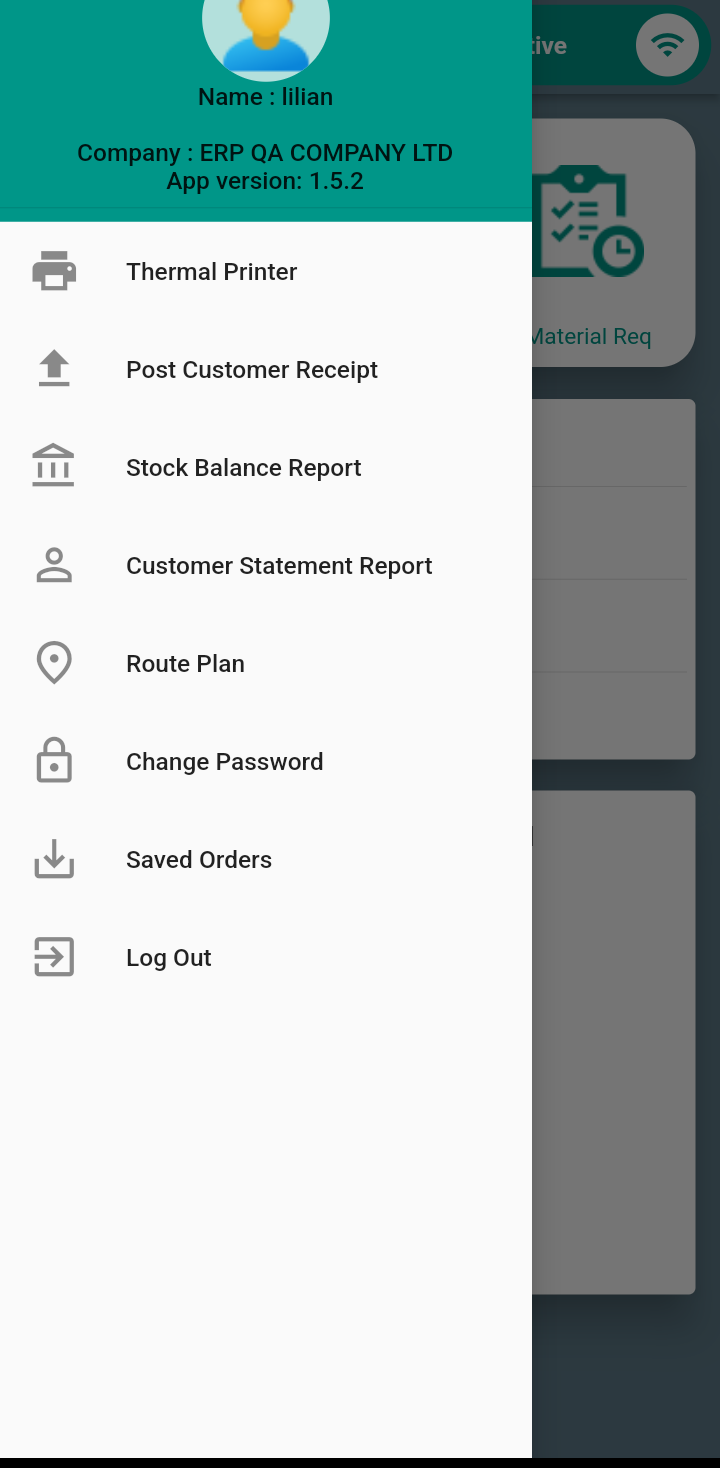 Name : lilian
Company : ERP QA COMPANY LTD
App version: 1.5.2
Thermal Printer
Post Customer Receipt
Stock Balance Report
Customer Statement Report
Route Plan
Change Password
Saved Orders
Log Out
Material Req